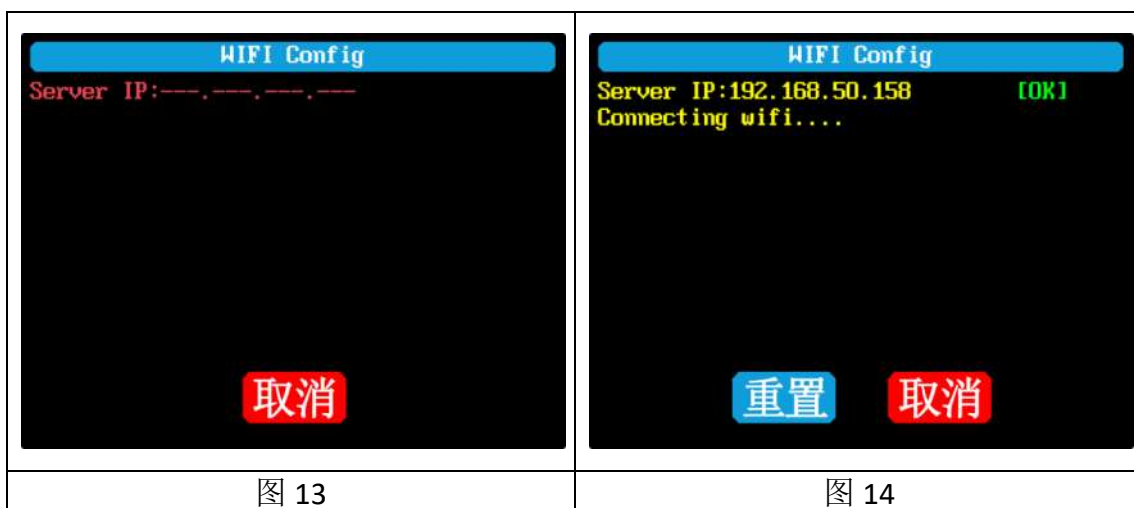 WIFI Config
Server IP:---.---.---.---
取消
图 13
WIFI Config
Server IP:192.168.50.158 [OK]
Connecting wifi....
重置 取消
图 14